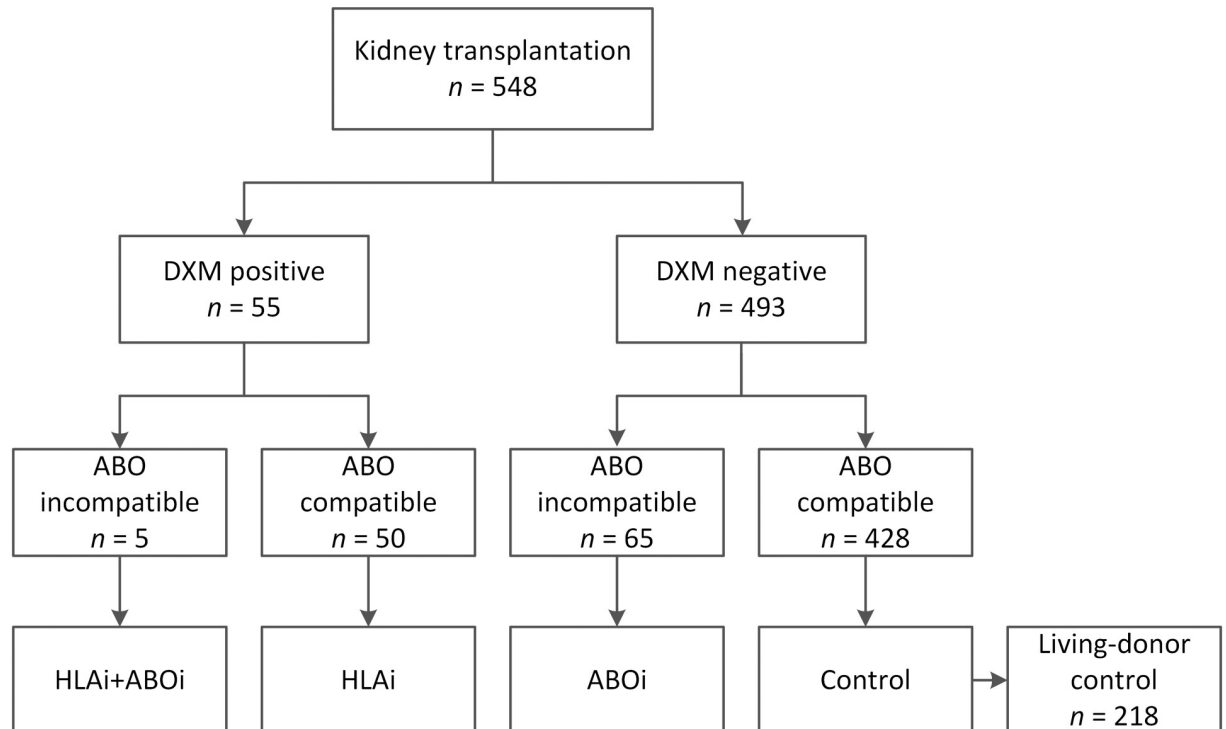 Kidney transplantation
n = 548
DXM positive
n = 55
DXM negative
n = 493
ABO
incompatible
n = 5
ABO
compatible
n = 50
ABO
incompatible
n = 65
ABO
compatible
n = 428
HLAi+ABOi
HLAi
ABOi
Control
Living-donor
control
n = 218